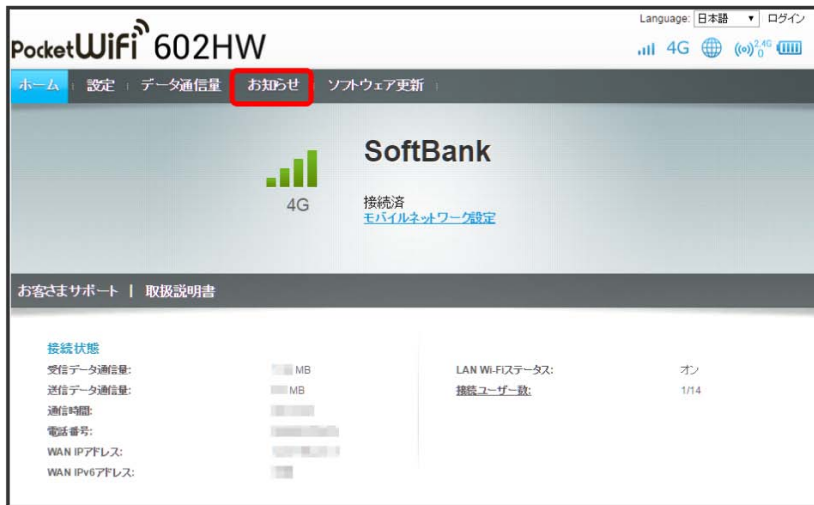 Language: 日本語 ログイン
PocketWiFi 602HW
4G 2.4G 0
ホーム 設定 データ通信量 お知らせ ソフトウェア更新
SoftBank
4G
接続済
モバイルネットワーク設定
お客さまサポート | 取扱説明書
接続状態
受信データ通信量: MB
LAN Wi-Fiステータス: オン
送信データ通信量: MB
接続ユーザー数: 1/14
通信時間:
電話番号:
WAN IPアドレス:
WAN IPv6アドレス: